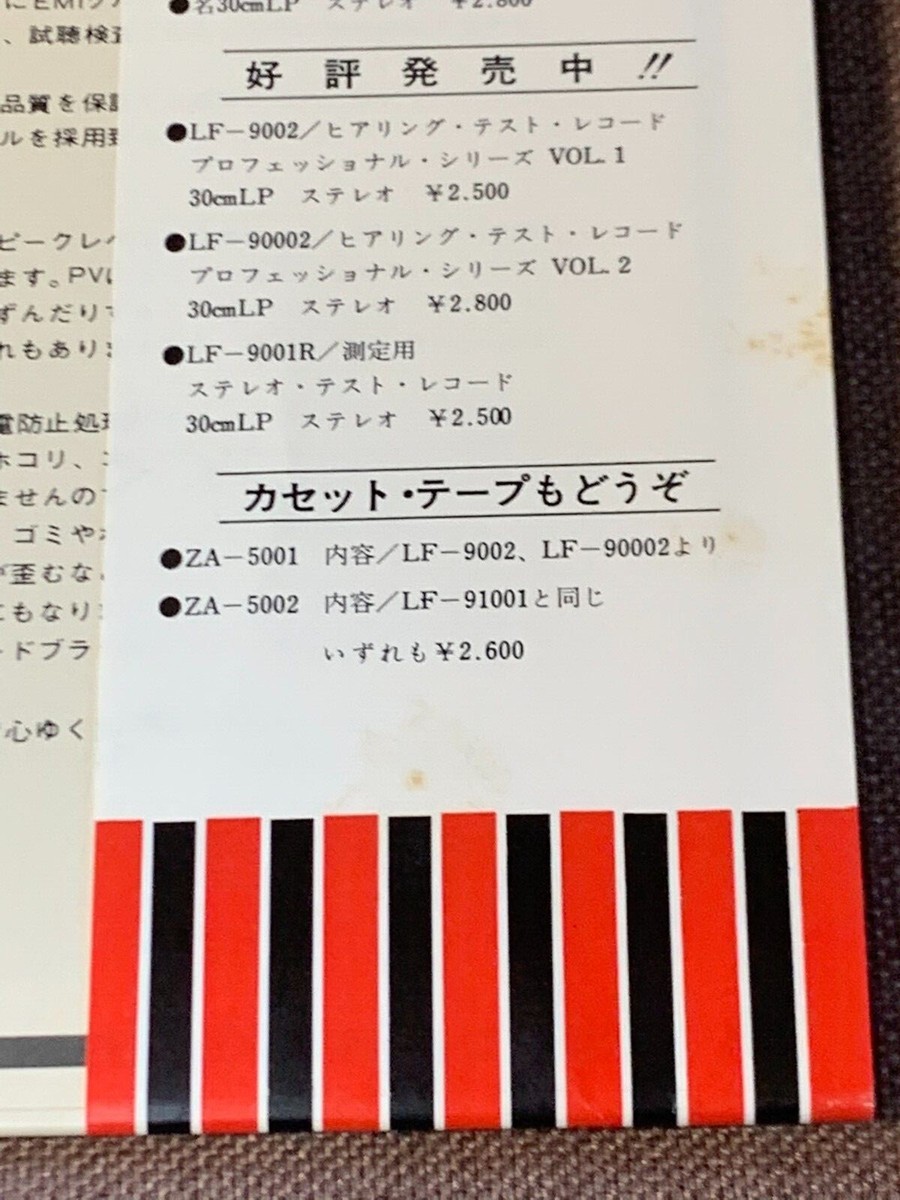 ●各30cmLP ステレオ ¥2.800
好評発売中!!
●LF-9002/ヒアリング・テスト・レコード
プロフェッショナル・シリーズ VOL.1
30cmLP ステレオ ¥2.500
●LF-90002/ヒアリング・テスト・レコード
プロフェッショナル・シリーズ VOL.2
30cmLP ステレオ ¥2.800
●LF-9001R/測定用
ステレオ・テスト・レコード
30cmLP ステレオ ¥2.500
カセット・テープもどうぞ
●ZA-5001 内容/LF-9002、LF-90002より
●ZA-5002 内容/LF-91001と同じ
いずれも¥2.600
にEMI
、試聴検査
品質を保
ルを採用
ピークレ
ます。PV
ずんだり
れもあり
電防止処
ホコリ、
ませんの
ゴミや
が歪むな
にもなり
ードブラ
心ゆく